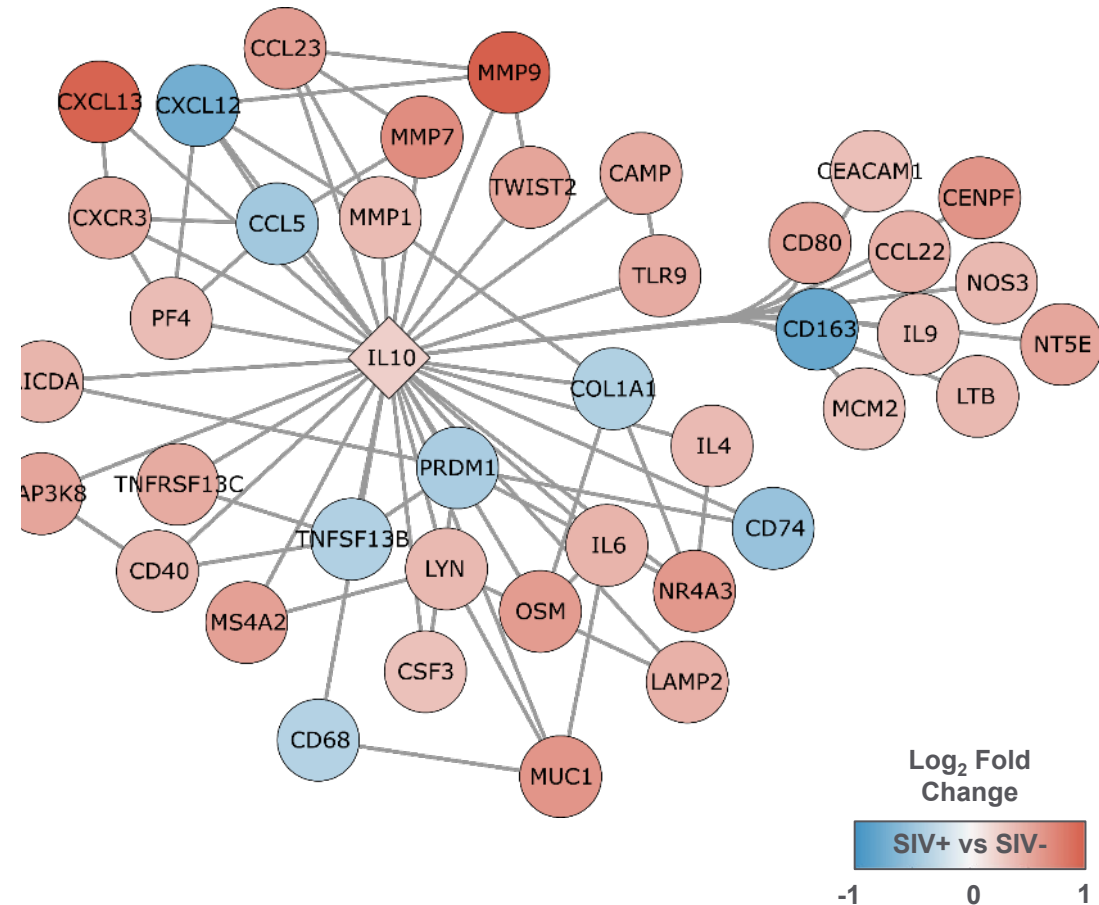 CCL23
MMP9
CXCL13
CXCL12
MMP7
CAMP
CEACAM1
TWIST2
CENPF
CXCR3
CCL5
MMP1
CD80
CCL22
TLR9
NOS3
PF4
CD163
IL9
NT5E
IL10
ICDA
COL1A1
MCM2
LTB
IL4
PRDM1
AP3K8
TNFRSF13C
CD74
TNFSF13B
IL6
CD40
LYN
NR4A3
MS4A2
OSM
CSF3
LAMP2
CD68
MUC1
Log2 Fold
Change
SIV+ vs SIV-
-1 0 1